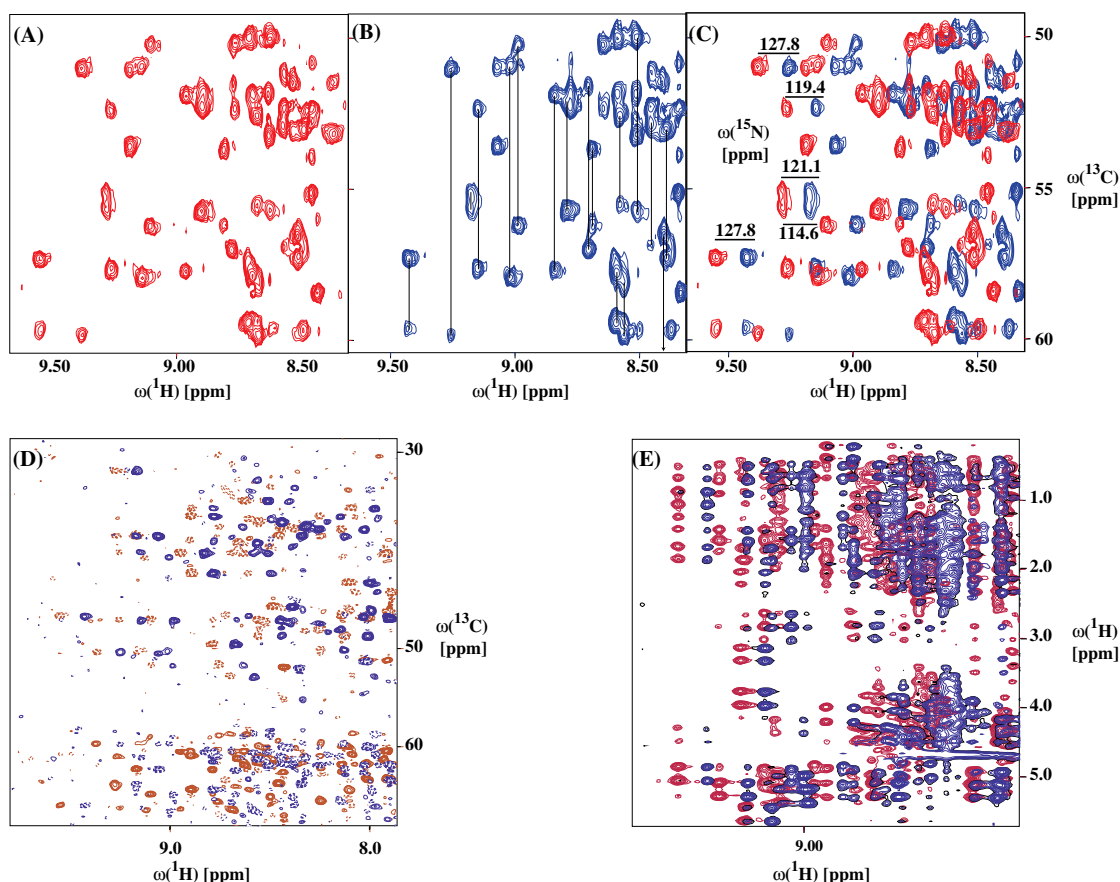 (A)
(B)
(C)
50
127.8
119.4
ω(¹⁵N)
[ppm]
121.1
55
ω(¹³C)
[ppm]
114.6
127.8
60
9.50 9.00 8.50
9.50 9.00 8.50
9.50 9.00 8.50
ω(¹H) [ppm]
ω(¹H) [ppm]
ω(¹H) [ppm]
(D)
30
ω(¹³C)
[ppm]
50
60
9.0 8.0
ω(¹H) [ppm]
(E)
1.0
2.0
ω(¹H)
3.0
[ppm]
4.0
5.0
9.00
ω(¹H) [ppm]